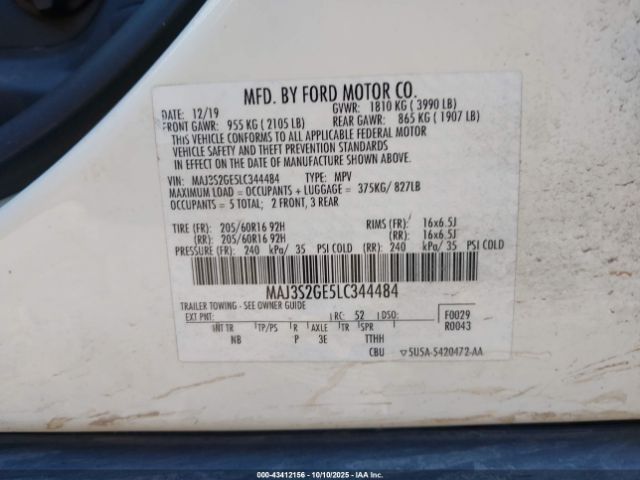 MFD. BY FORD MOTOR CO.
DATE: 12/19 GVWR: 1810 KG ( 3990 LB)
FRONT GAWR: 955 KG ( 2105 LB) REAR GAWR: 865 KG ( 1907 LB)
THIS VEHICLE CONFORMS TO ALL APPLICABLE FEDERAL MOTOR
VEHICLE SAFETY AND THEFT PREVENTION STANDARDS
IN EFFECT ON THE DATE OF MANUFACTURE SHOWN ABOVE.
VIN: MAJ3S2GE5LC344484 TYPE: MPV
MAXIMUM LOAD = OCCUPANTS + LUGGAGE = 375KG/ 827LB
OCCUPANTS = 5 TOTAL; 2 FRONT, 3 REAR
TIRE (FR): 205/60R16 92H RIMS (FR): 16x6.5J
(RR): 205/60R16 92H (RR): 16x6.5J
PRESSURE (FR): 240 kPa/ 35 PSI COLD (RR): 240 kPa/ 35 PSI COLD
MAJ3S2GE5LC344484
TRAILER TOWING - SEE OWNER GUIDE
EXT PNT: RC: 52 DSO: F0029
R0043
INT TR TP/PS R AXLE TR SPR
NB P 3E TTHH
CBU ▽5U5A-5420472-AA
© 00-43412156 - 10/10/2025 - IAAI.COM